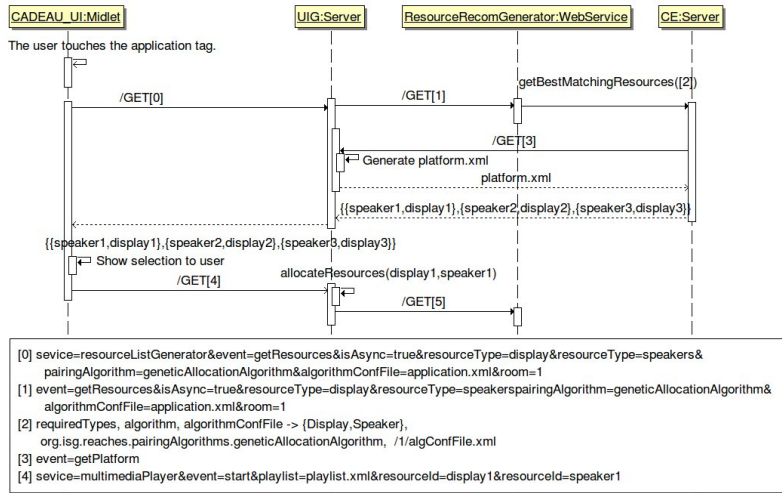 CADEAU_UI:Midlet
UIG:Server
ResourceRecomGenerator:WebService
CE:Server
The user touches the application tag.
getBestMatchingResources([2])
/GET[0]
/GET[1]
/GET[3]
Generate platform.xml
platform.xml
{{speaker1,display1},{speaker2,display2},{speaker3,display3}}
{{speaker1,display1},{speaker2,display2},{speaker3,display3}}
Show selection to user
allocateResources(display1,speaker1)
/GET[4]
/GET[5]
[0] sevice=resourceListGenerator&event=getResources&isAsync=true&resourceType=display&resourceType=speakers&
pairingAlgorithm=geneticAllocationAlgorithm&algorithmConfFile=application.xml&room=1
[1] event=getResources&isAsync=true&resourceType=display&resourceType=speakerspairingAlgorithm=geneticAllocationAlgorithm&
algorithmConfFile=application.xml&room=1
[2] requiredTypes, algorithm, algorithmConfFile -> {Display,Speaker},
org.isg.reaches.pairingAlgorithms.geneticAllocationAlgorithm, /1/algConfFile.xml
[3] event=getPlatform
[4] sevice=multimediaPlayer&event=start&playlist=playlist.xml&resourceId=display1&resourceId=speaker1